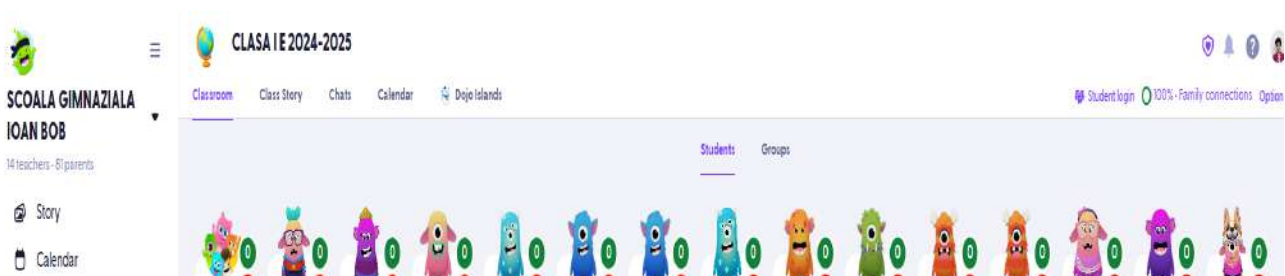 SCOALA GIMNAZIALA
IOAN BOB
14 teachers - 81 parents
Story
Calendar
CLASA I E 2024-2025
Classroom Class Story Chats Calendar Dojo Islands
Student login 100% - Family connections Option
Students Groups
0 0 0 0 0 0 0 0 0 0 0 0 0 0 0